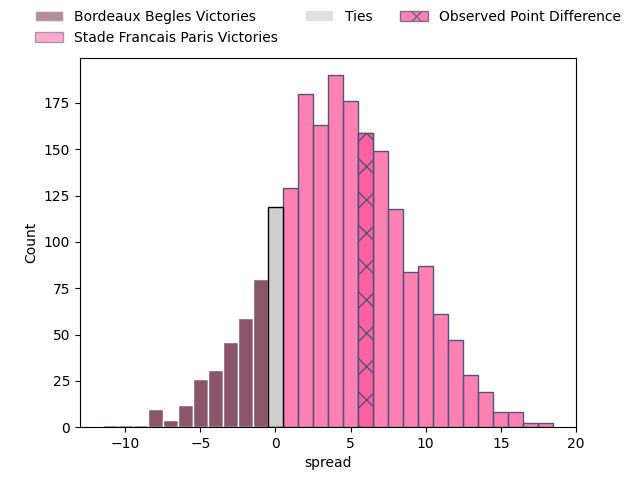 Bordeaux Begles Victories
Ties
Observed Point Difference
Stade Francais Paris Victories
175
150
125
100
75
50
25
0
Count
−10
−5
0
5
10
15
20
spread